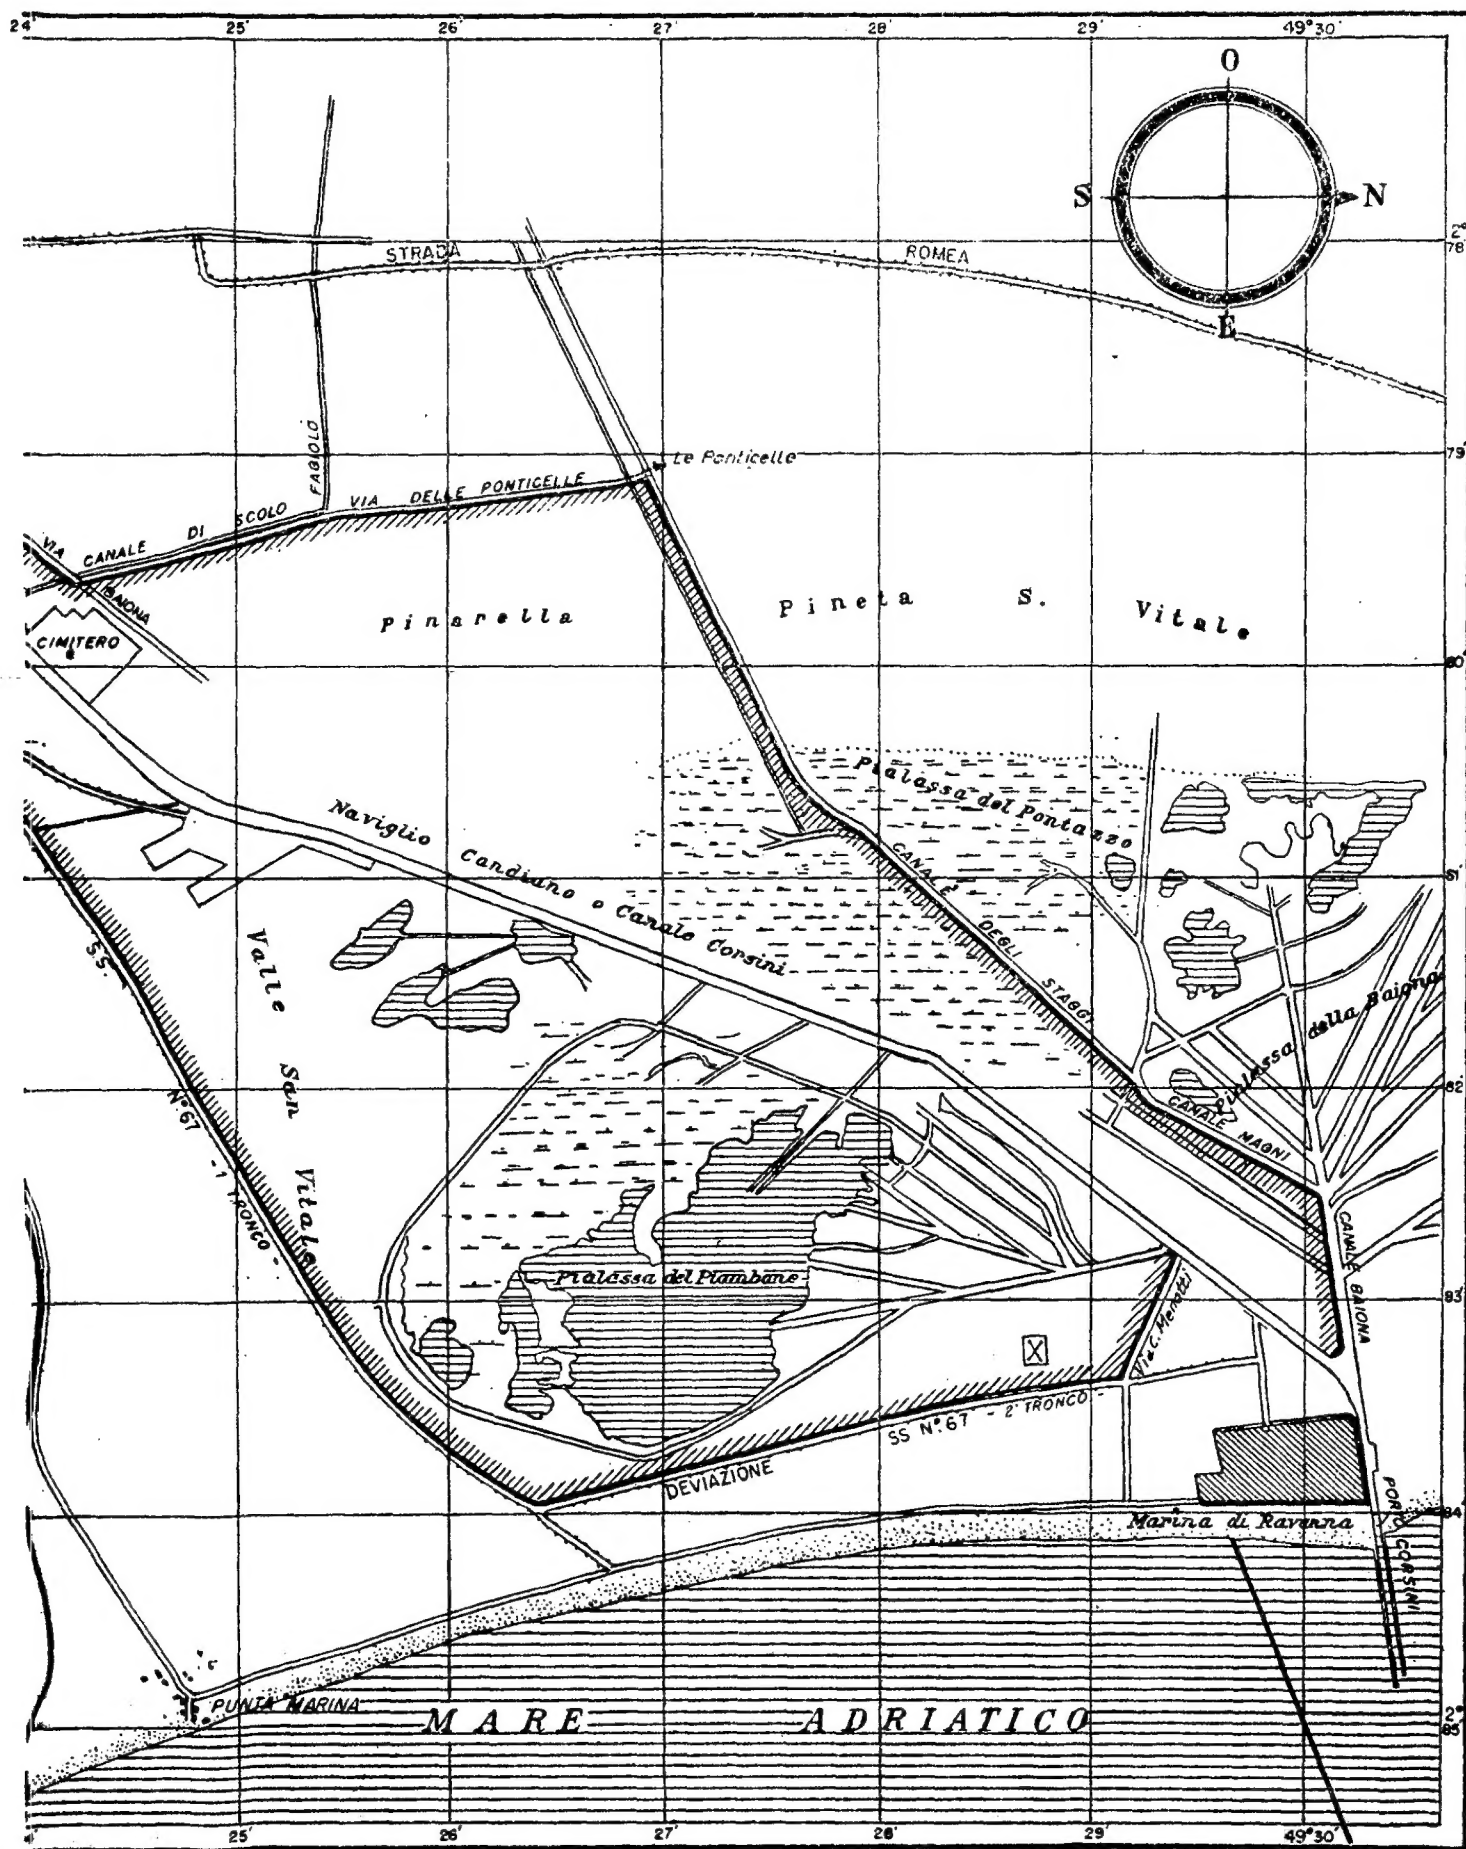 24
25'
26'
27'
28'
29'
49°30'
O
S
N
E
2°
78'
STRADA
ROMEA
FAGIOLO
79'
Le Ponticelle
VIA DELLE PONTICELLE
CANALE DI SCOLO
VIA
BAIONA
CIMITERO
Pinarella
Pineta S. Vitale
80'
Pialassa del Pontazzo
Naviglio Candiano o Canale Corsini
CANALE DEGLI STAGGI
81'
Valle San Vitale
S.S.
N°.67
-1° TRONCO-
Pialassa della Baiona
82'
CANALE MAGNI
CANALE BAIONA
Pialassa del Piambane
83'
Via C. Menotti
X
SS N°.67 - 2° TRONCO-
DEVIAZIONE
84'
Marina di Ravenna
PORTO CORSINI
PUNTA MARINA
MARE ADRIATICO
2°
85'
25'
26'
27'
28'
29'
49°30'